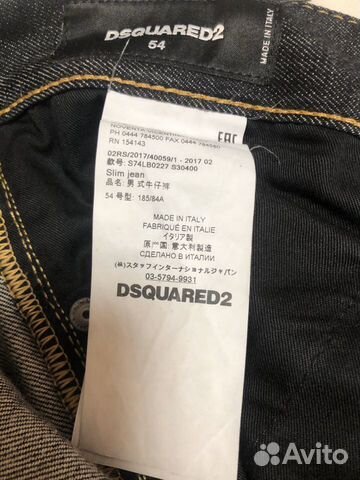 DSQUARED2
54
MADE IN ITALY
PH 0444 784500 FAX 0444 784
RN 154143
EAC
02RS/2017/40059/1 - 2017 02
款号: S74LB0227 S30400
Slim jean
品名: 男式牛仔裤
54 号型: 185/84A
MADE IN ITALY
FABRIQUÉ EN ITALIE
イタリア製
原产国: 意大利制造
СДЕЛАНО В ИТАЛИИ
(株)スタッフインターナショナルジャパン
03-5794-9931
DSQUARED2
Avito